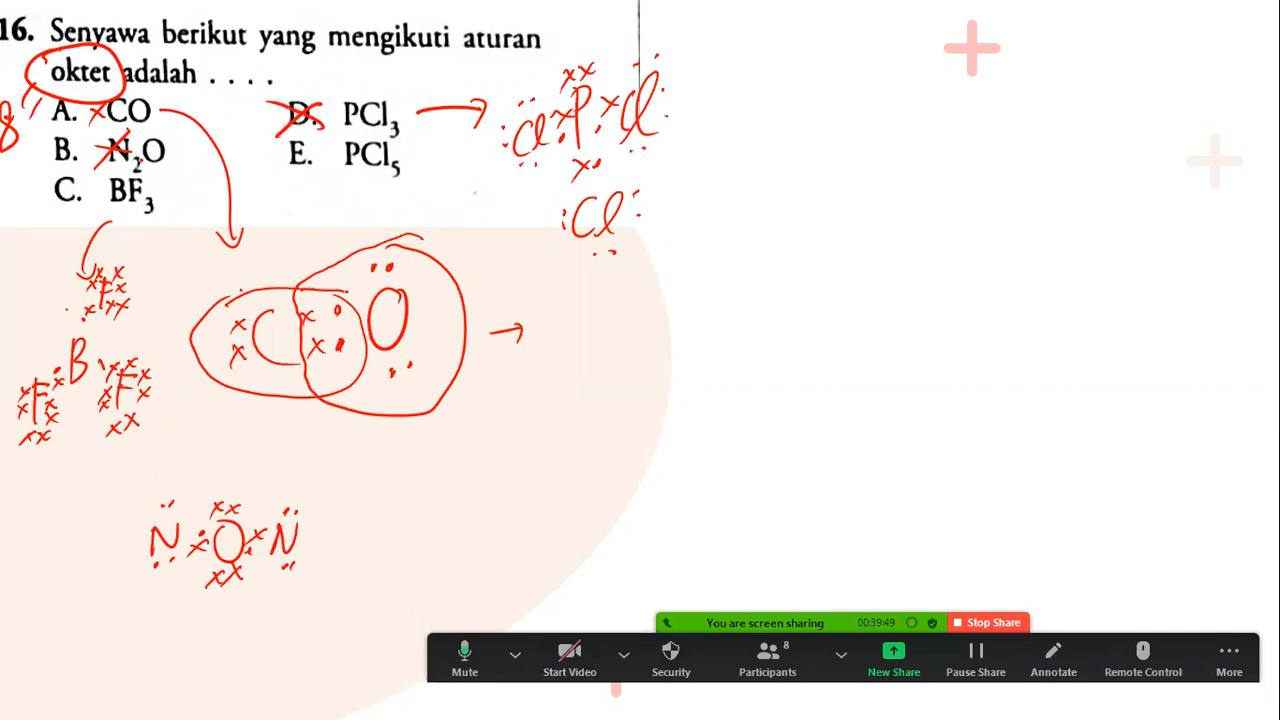 16. Senyawa berikut yang mengikuti aturan
oktet adalah . . . .
A. CO
B. N₂O
C. BF₃
D. PCl₃
E. PCl₅
8
Cl P Cl
Cl
F
B
F F
C O
N O N
You are screen sharing 00:39:49 Stop Share
Mute Start Video Security Participants 8 New Share Pause Share Annotate Remote Control More